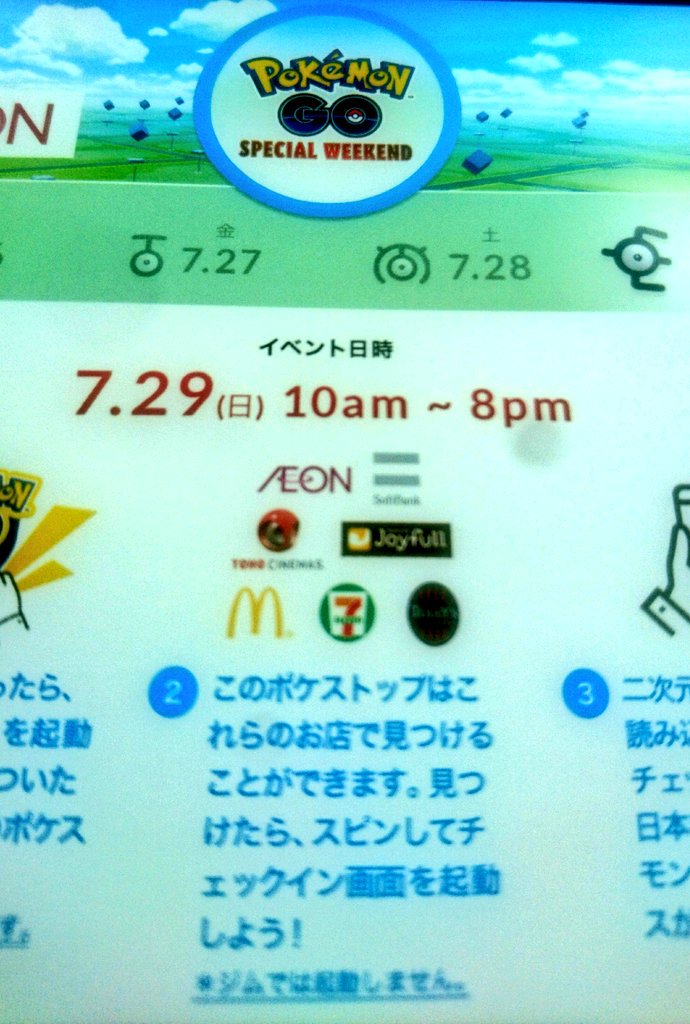 POKéMON
GO
SPECIAL WEEKEND
ON
金
7.27
土
7.28
イベント日時
7.29(日) 10am ~ 8pm
ÆON
SoftBank
TOHO CINEMAS
Joyfull
7
2
このポケストップはこ
れらのお店で見つける
ことができます。見つ
けたら、スピンしてチ
ェックイン画面を起動
しよう!
*ジムでは起動しません。
ったら、
を起動
ついた
ポケス
す。
3
二次元
読み込
チェッ
日本
モン
スが